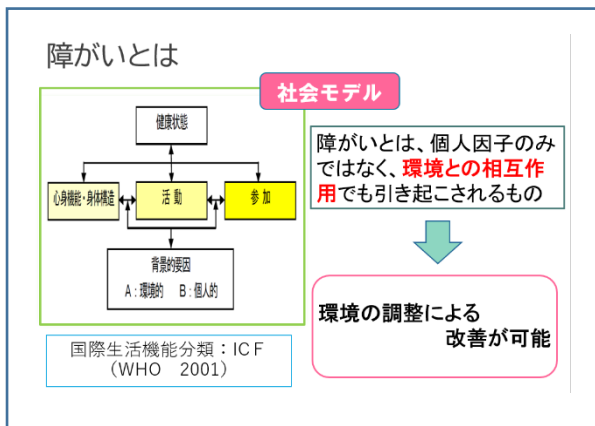 障がいとは
社会モデル
健康状態
心身機能・身体構造
活動
参加
背景的要因
A:環境的 B:個人的
国際生活機能分類:ICF
(WHO 2001)
障がいとは、個人因子のみ
ではなく、環境との相互作
用でも引き起こされるもの
環境の調整による
改善が可能